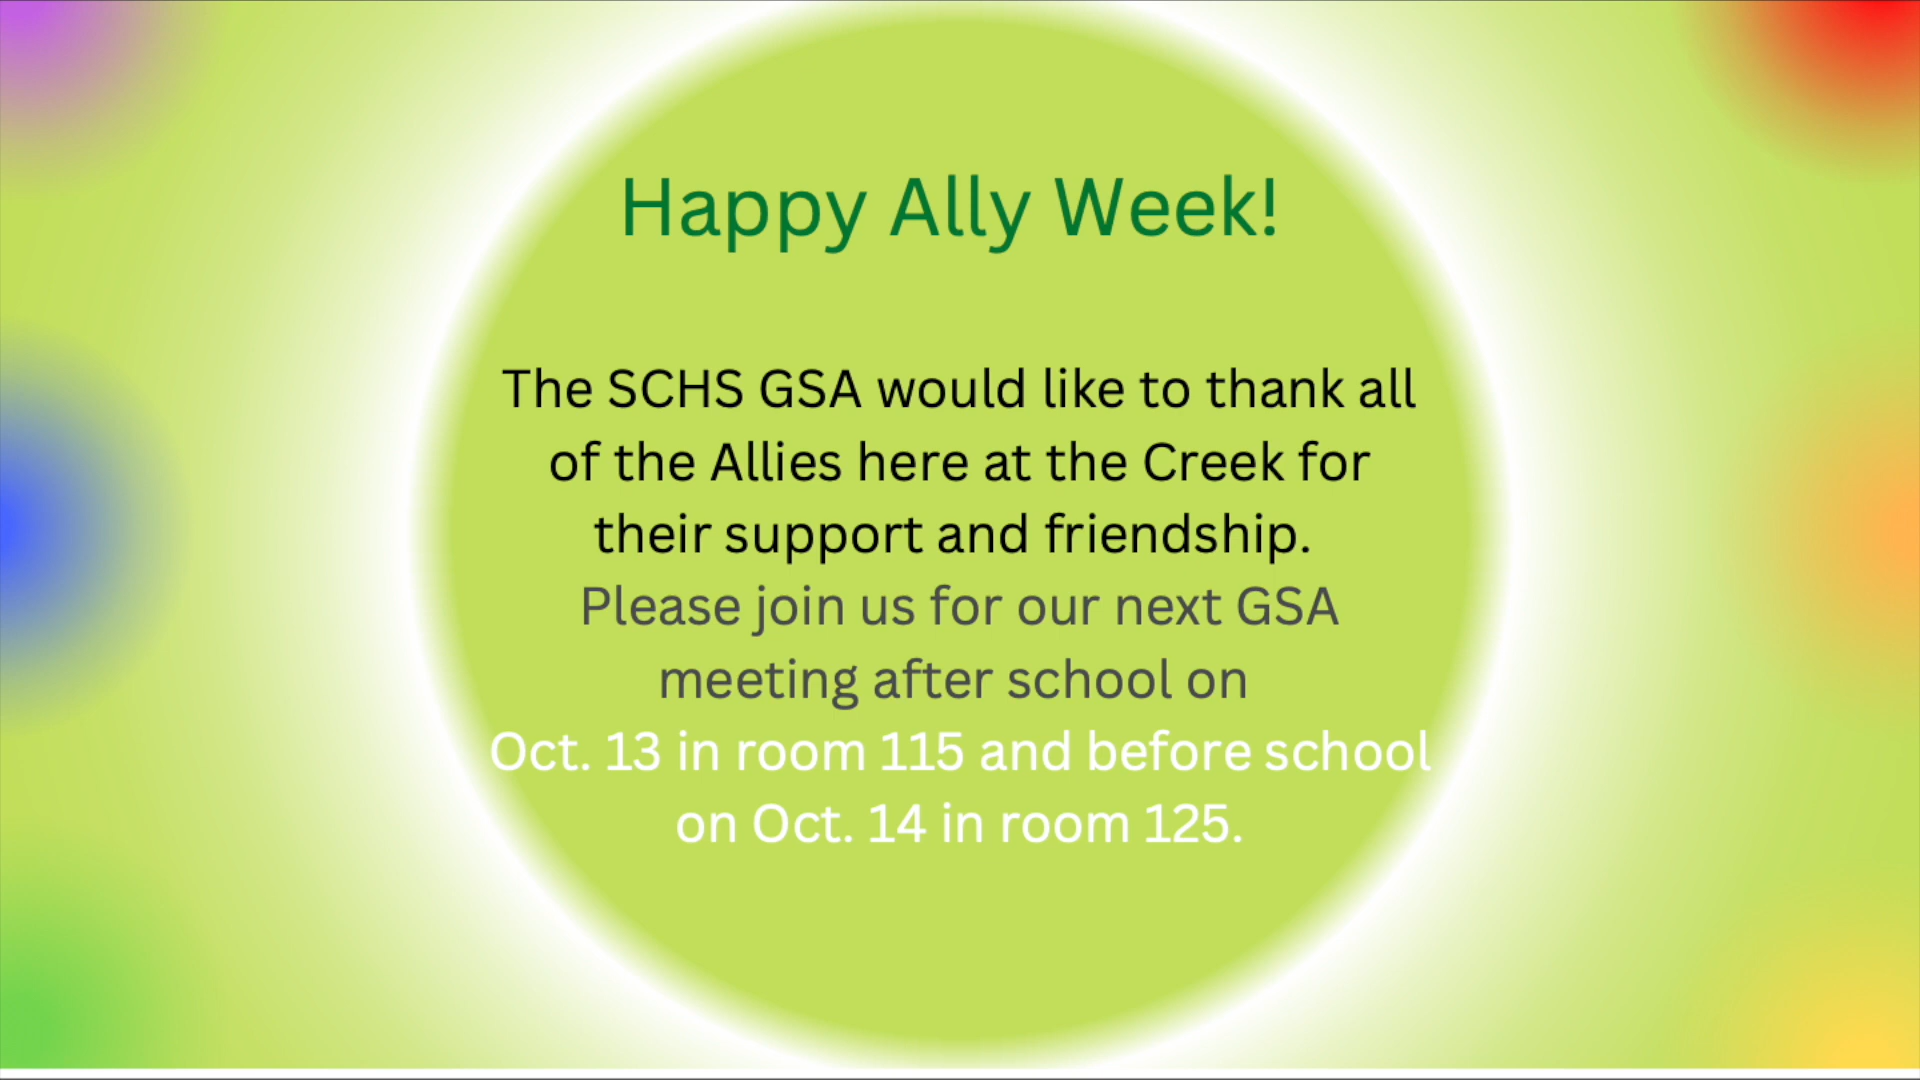 Happy Ally Week!
The SCHS GSA would like to thank all
of the Allies here at the Creek for
their support and friendship.
Please join us for our next GSA
meeting after school on
Oct. 13 in room 115 and before school
on Oct. 14 in room 125.